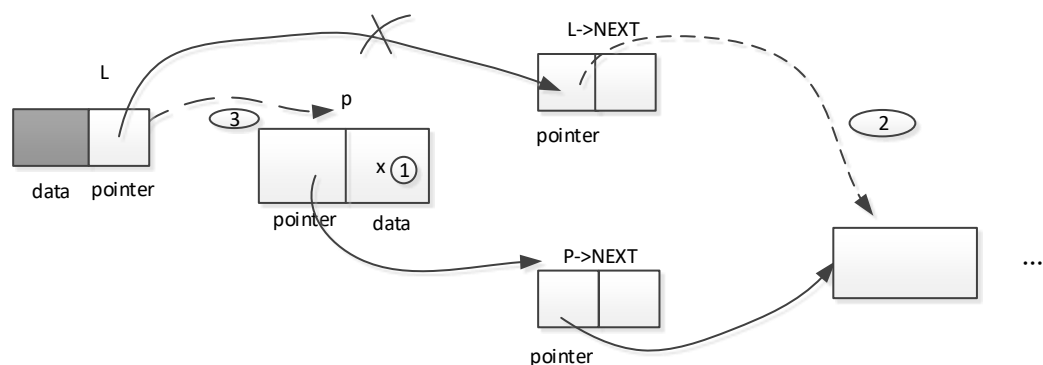 L->NEXT
L
p
3
2
pointer
x 1
data pointer
pointer
data
P->NEXT
...
pointer